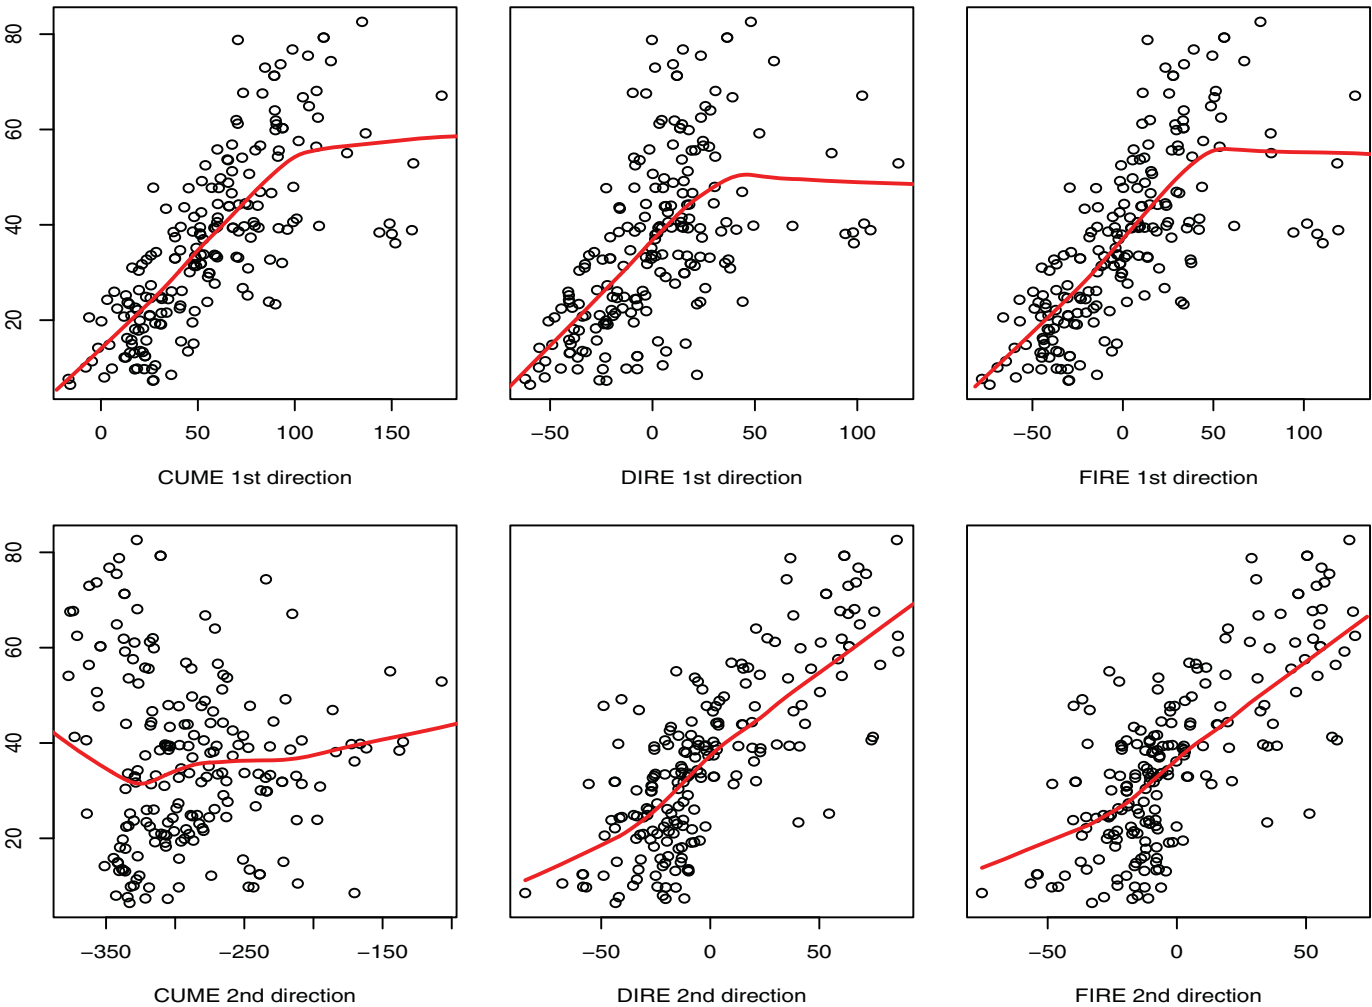 80
60
40
20
0 50 100 150
−50 0 50 100
−50 0 50 100
CUME 1st direction
DIRE 1st direction
FIRE 1st direction
80
60
40
20
−350 −250 −150
−50 0 50
−50 0 50
CUME 2nd direction
DIRE 2nd direction
FIRE 2nd direction